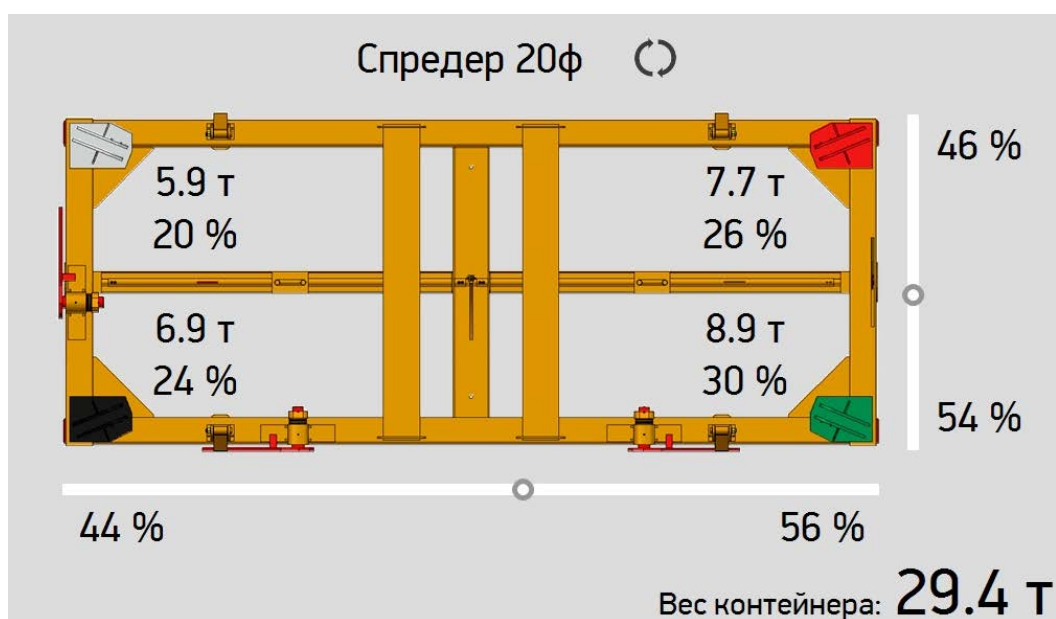 Спредер 20ф
46 %
5.9 т
7.7 т
20 %
26 %
6.9 т
8.9 т
24 %
30 %
54 %
44 %
56 %
Вес контейнера: 29.4 т